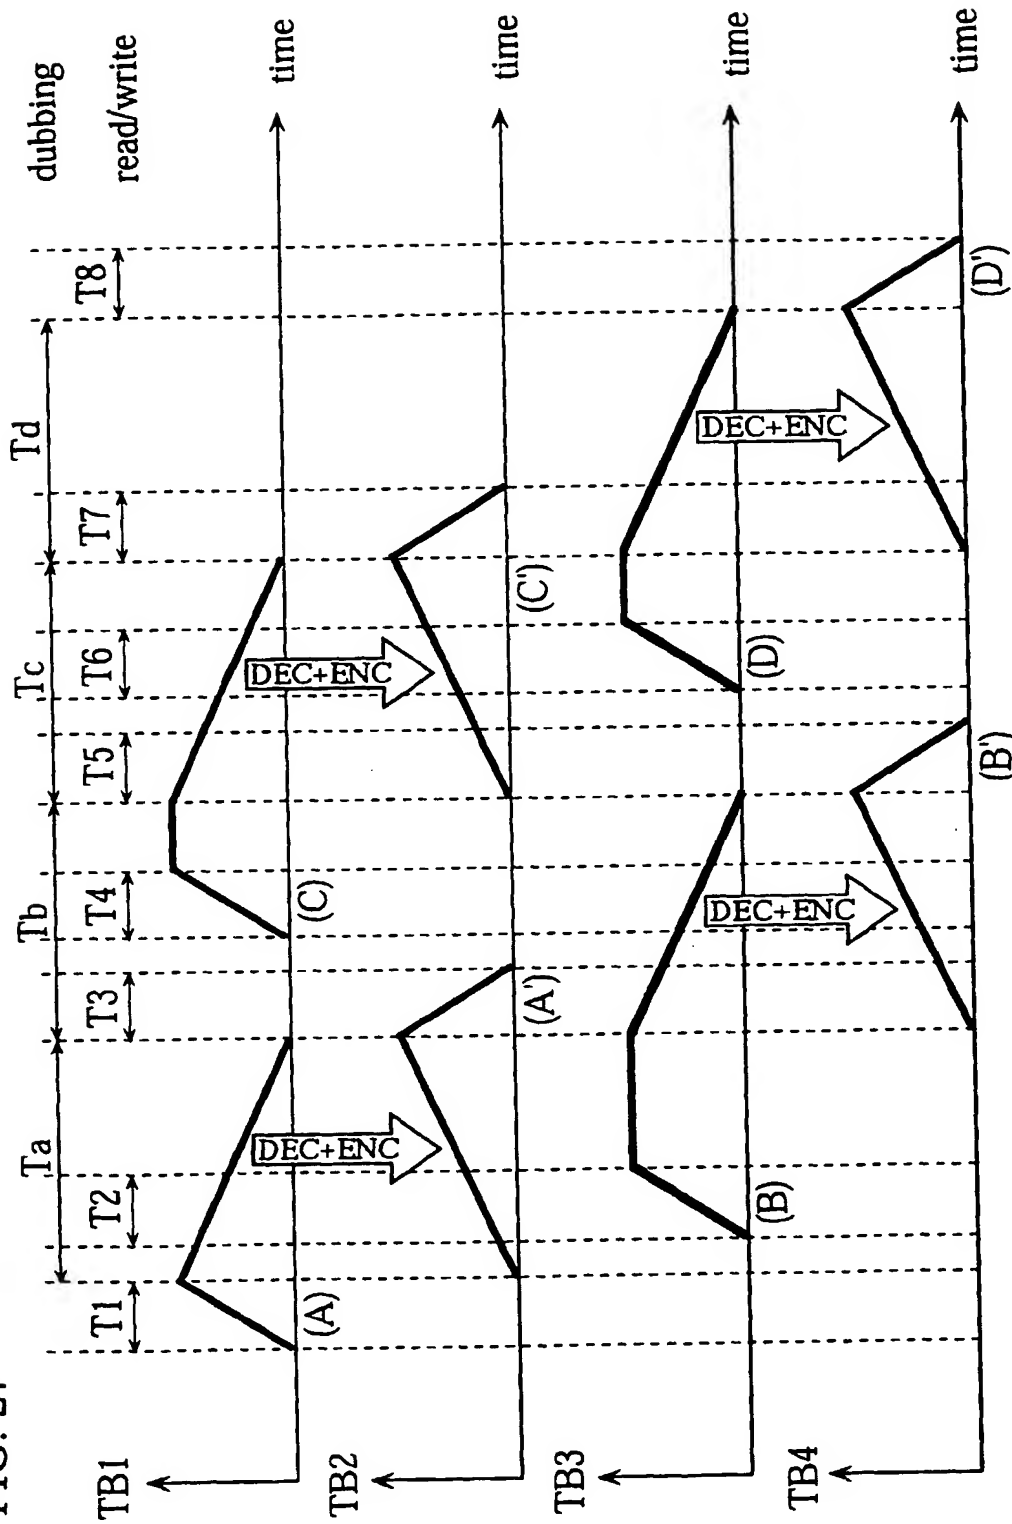 FIG.
Ta Tb Tc Td dubbing
T1 T2 T3 T4 T5 T6 T7 T8 read/write
TB1
DEC+ENC DEC+ENC
time
(A) (C)
TB2
time
(A') (C')
TB3
DEC+ENC DEC+ENC
time
(B) (D)
TB4
time
(B') (D')